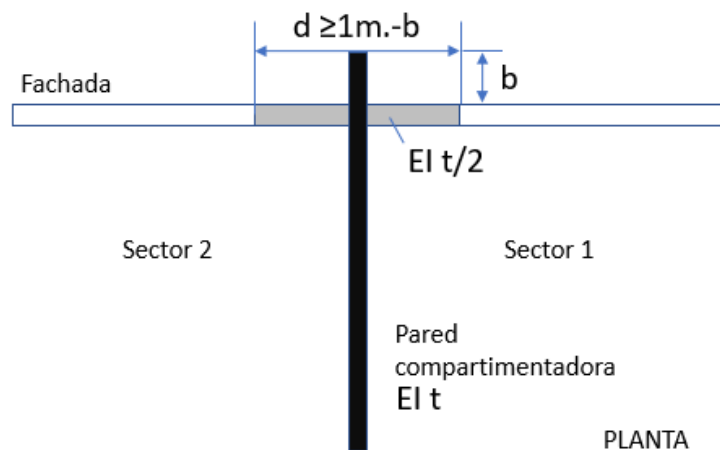 d ≥1m.-b
b
Fachada
EI t/2
Sector 2
Sector 1
Pared
compartimentadora
EI t
PLANTA